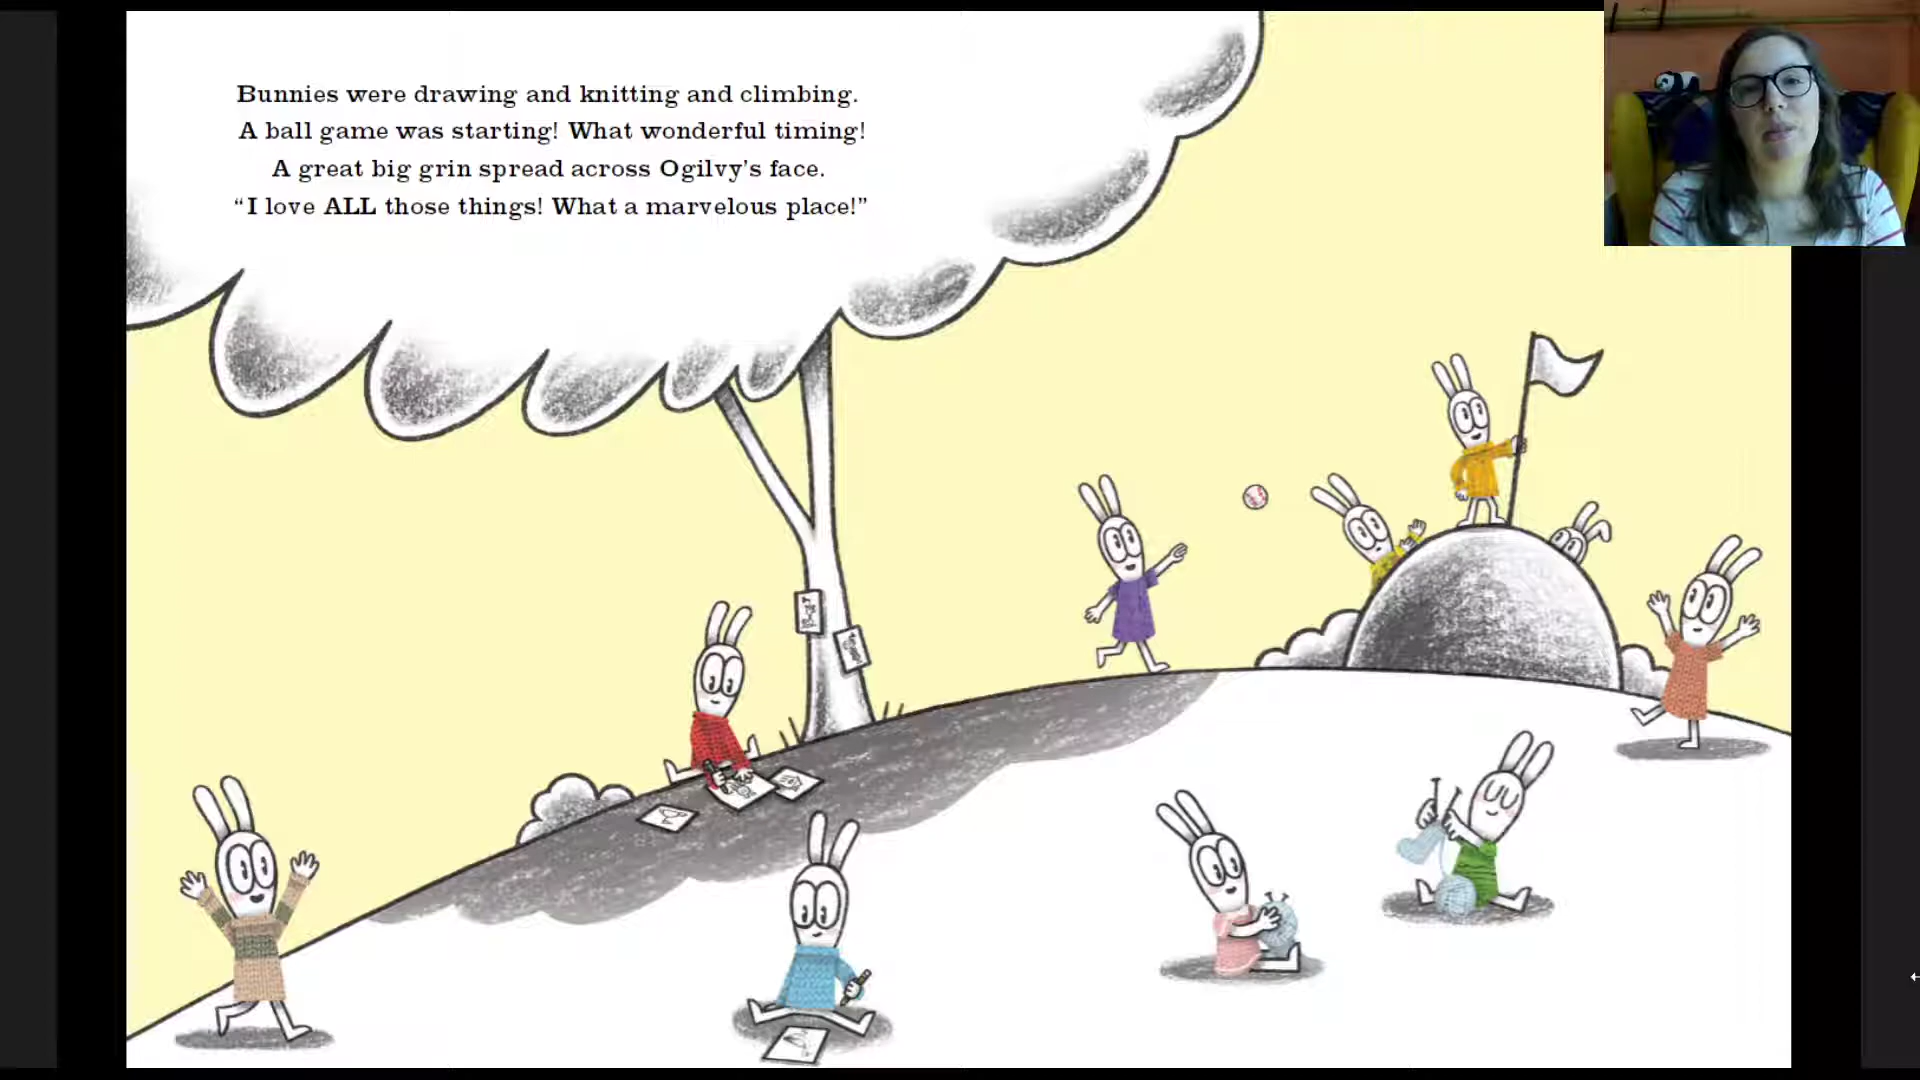 Bunnies were drawing and knitting and climbing.
A ball game was starting! What wonderful timing!
A great big grin spread across Ogilvy’s face.
“I love ALL those things! What a marvelous place!”